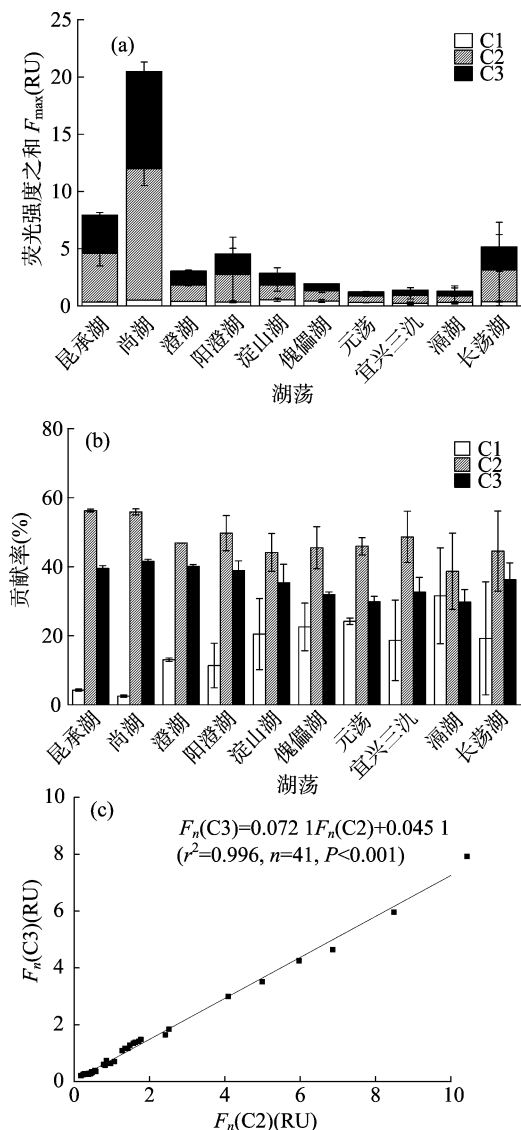 (a)
C1
C2
C3
荧光强度之和 Fmax(RU)
25
20
15
10
5
0
昆承湖
尚湖
澄湖
阳澄湖
淀山湖
傀儡湖
元荡
宜兴三氿
滆湖
长荡湖
湖荡
(b)
C1
C2
C3
贡献率(%)
80
60
40
20
0
昆承湖
尚湖
澄湖
阳澄湖
淀山湖
傀儡湖
元荡
宜兴三氿
滆湖
长荡湖
湖荡
(c)
Fn(C3)=0.072 1Fn(C2)+0.045 1
(r²=0.996, n=41, P<0.001)
Fn(C3)(RU)
10
8
6
4
2
0
0
2
4
6
8
10
Fn(C2)(RU)